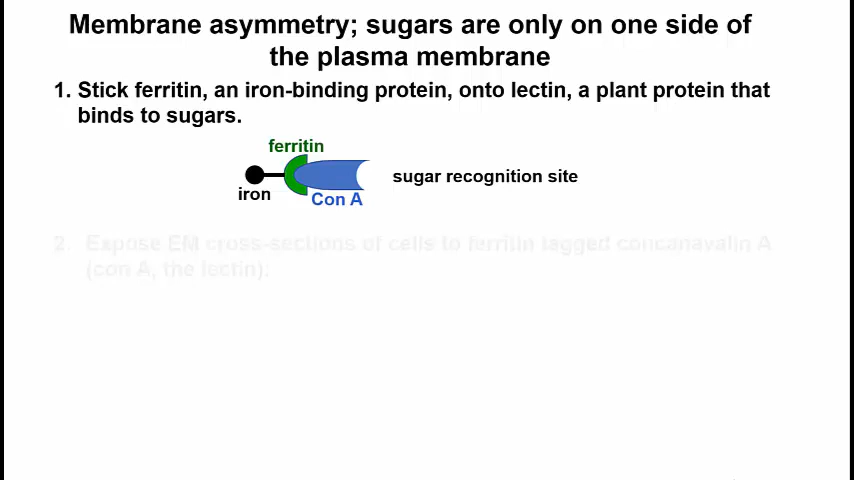 Membrane asymmetry; sugars are only on one side of
the plasma membrane
1. Stick ferritin, an iron-binding protein, onto lectin, a plant protein that
binds to sugars.
ferritin
iron
Con A
sugar recognition site
2. Expose EM cross-sections of cells to ferritin tagged concanavalin A
(con A, the lectin).